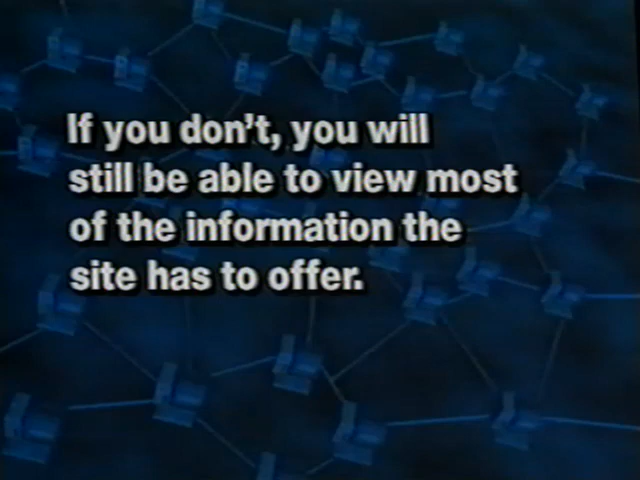 If you don't, you will
still be able to view most
of the information the
site has to offer.